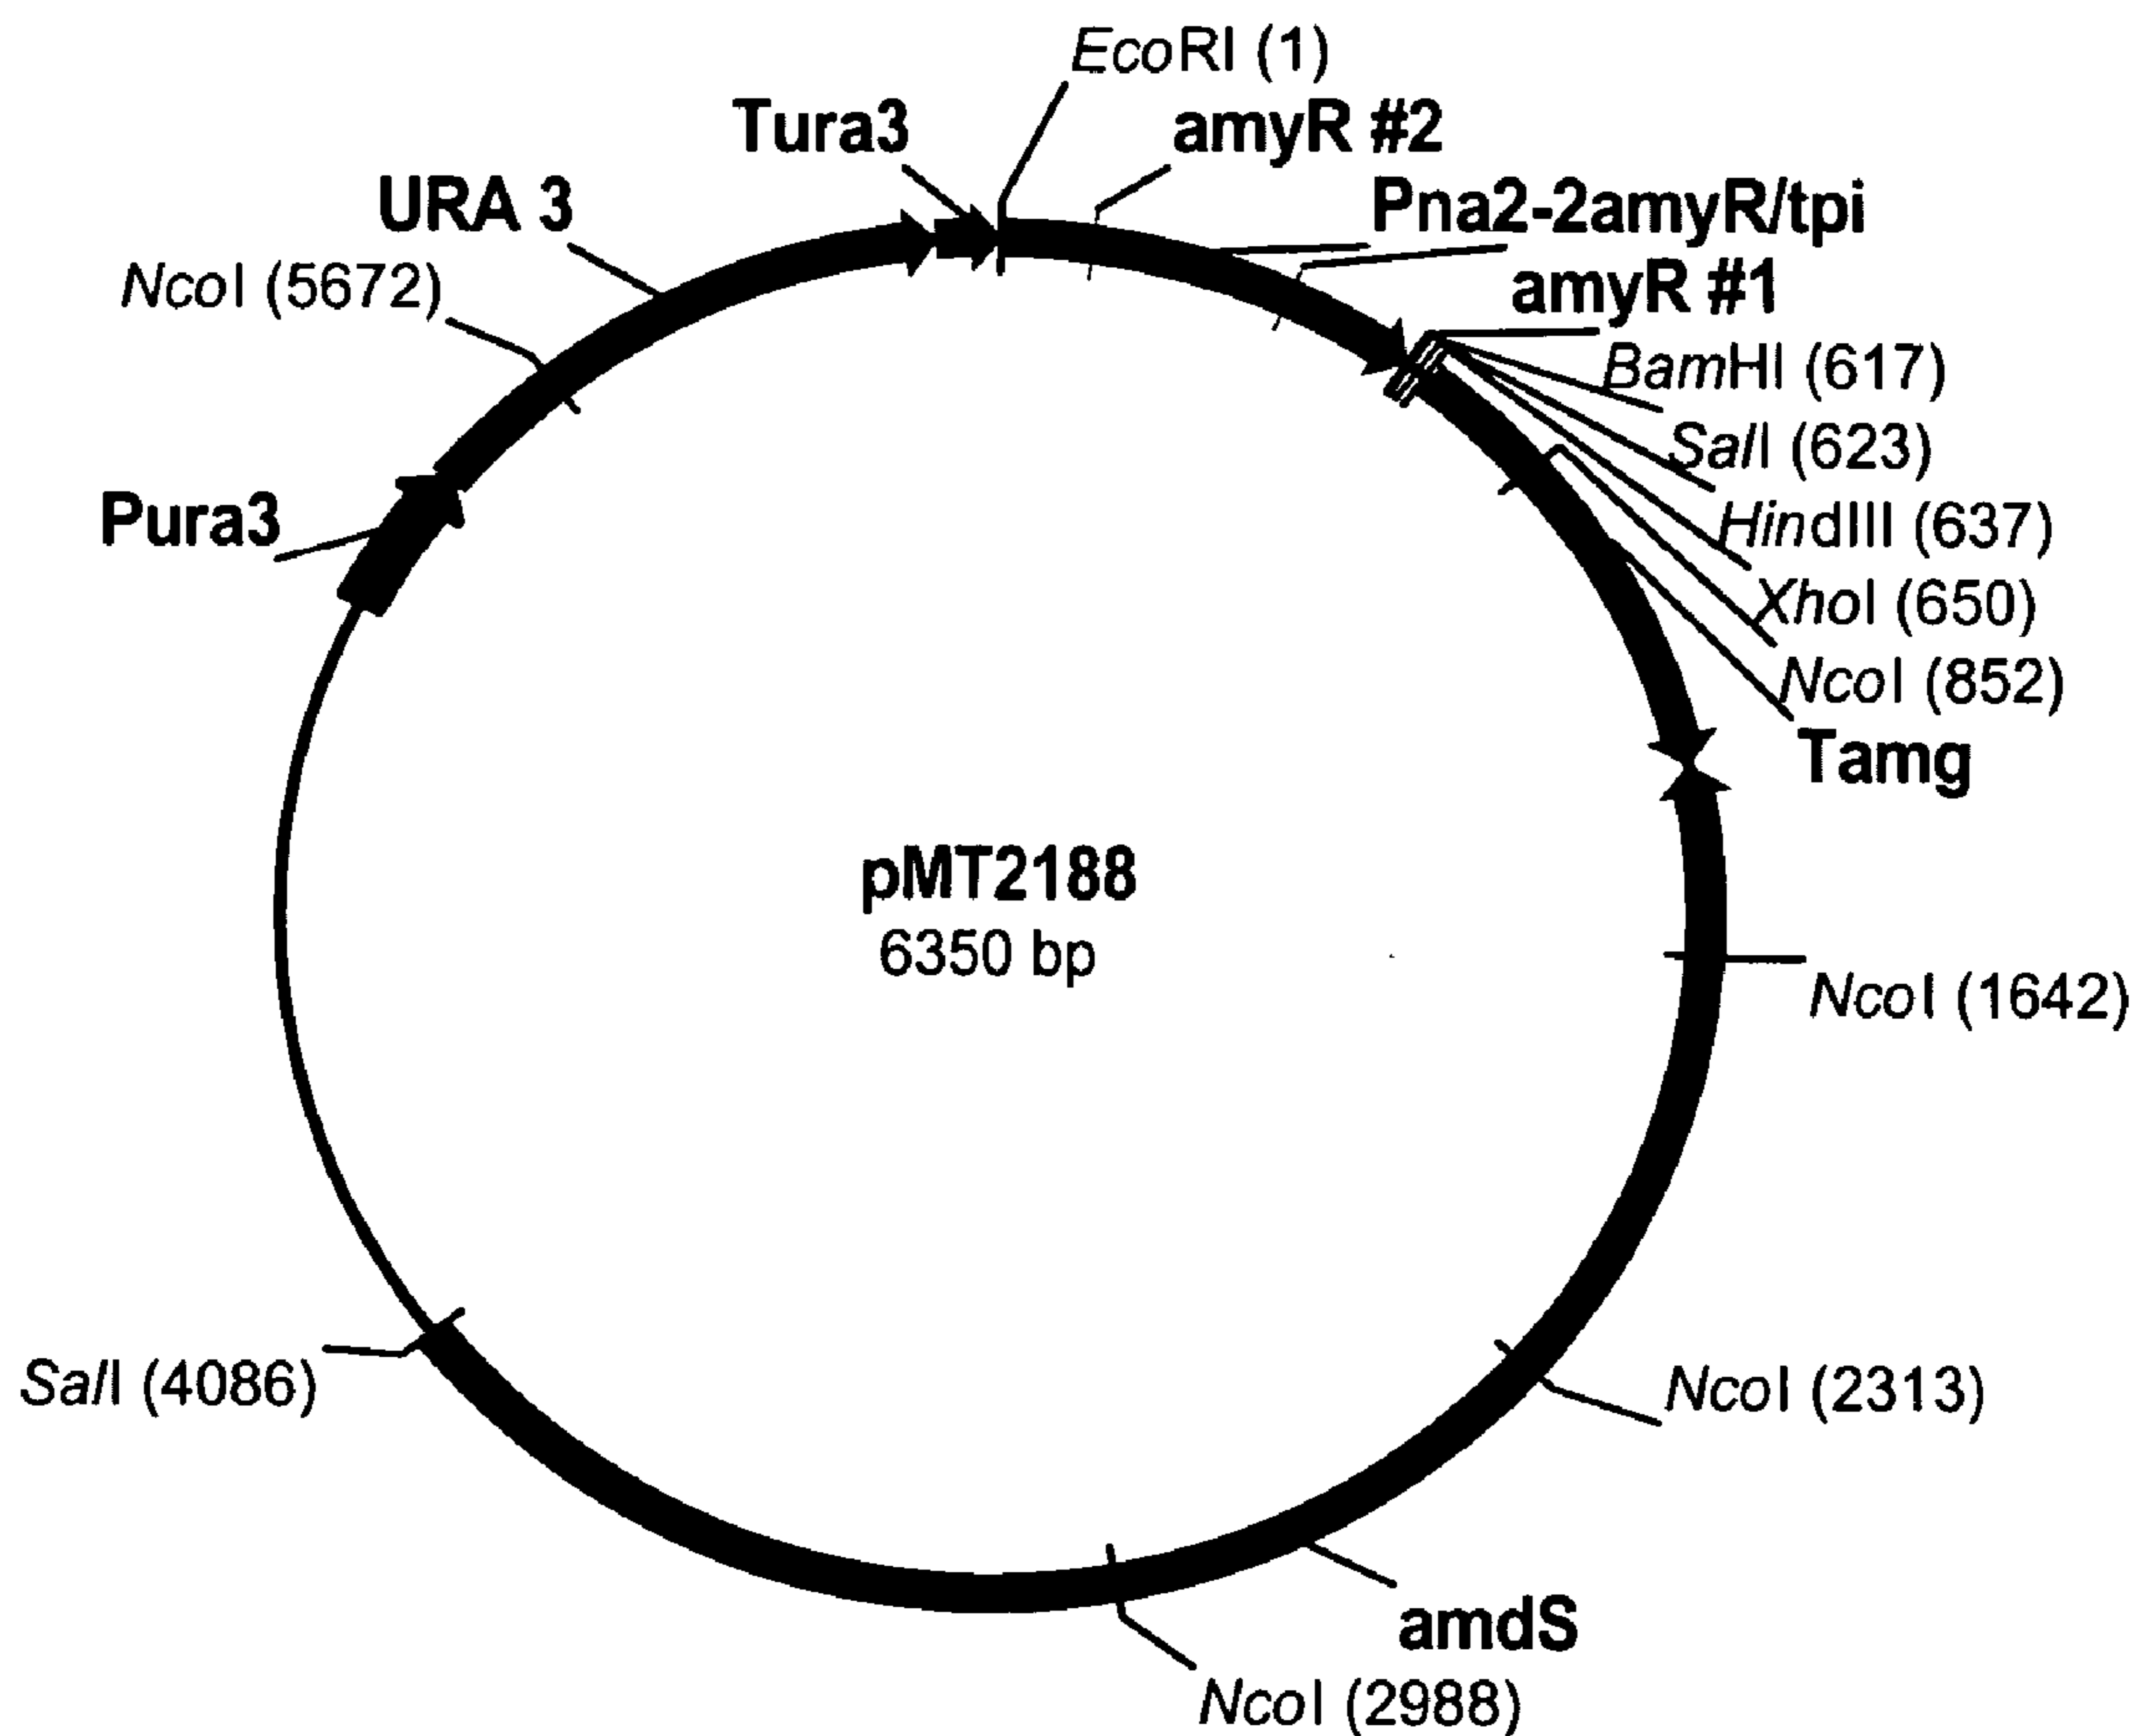 EcoRI (1)
Tura3
amyR #2
URA 3
Pna2-2amyR/tpi
NcoI (5672)
amyR #1
BamHI (617)
SalI (623)
Pura3
HindIII (637)
XhoI (650)
NcoI (852)
Tamg
pMT2188
6350 bp
NcoI (1642)
SalI (4086)
NcoI (2313)
amdS
NcoI (2988)